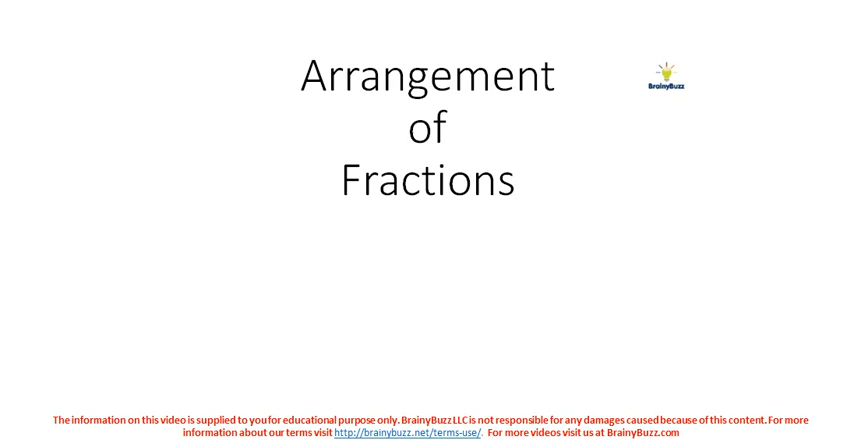 Arrangement
BrainyBuzz
of
Fractions
The information on this video is supplied to you for educational purpose only. BrainyBuzz LLC is not responsible for any damages caused because of this content. For more
information about our terms visit http://brainybuzz.net/terms-use/. For more videos visit us at BrainyBuzz.com